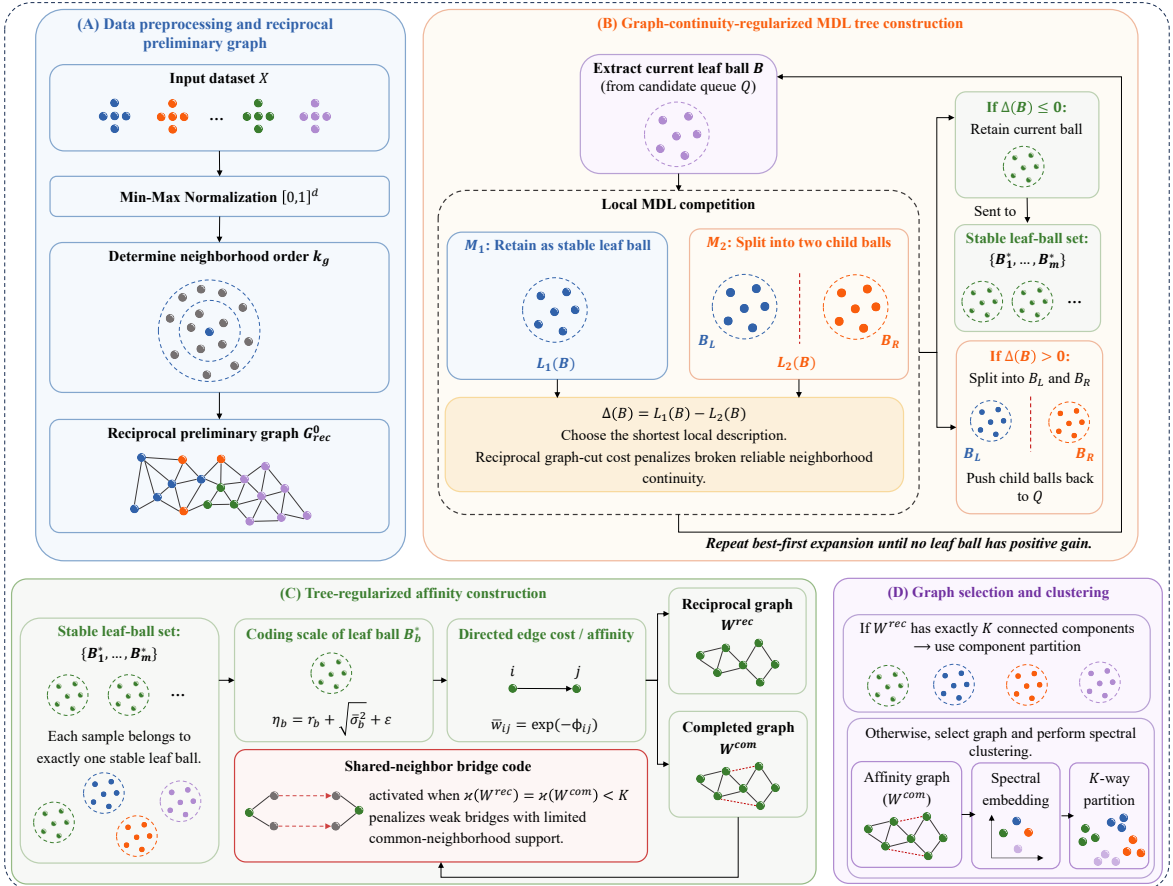 (A) Data preprocessing and reciprocal
preliminary graph
Input dataset X
...
Min-Max Normalization [0,1]^d
Determine neighborhood order k_g
Reciprocal preliminary graph G^0_rec
(B) Graph-continuity-regularized MDL tree construction
Extract current leaf ball B
(from candidate queue Q)
Local MDL competition
M_1: Retain as stable leaf ball
L_1(B)
M_2: Split into two child balls
B_L
B_R
L_2(B)
Δ(B) = L_1(B) − L_2(B)
Choose the shortest local description.
Reciprocal graph-cut cost penalizes broken reliable neighborhood
continuity.
If Δ(B) ≤ 0:
Retain current ball
Sent to
Stable leaf-ball set:
{B^*_1, … , B^*_m}
...
If Δ(B) > 0:
Split into B_L and B_R
B_L
B_R
Push child balls back
to Q
Repeat best-first expansion until no leaf ball has positive gain.
(C) Tree-regularized affinity construction
Stable leaf-ball set:
{B^*_1, … , B^*_m}
...
Each sample belongs to
exactly one stable leaf ball.
Coding scale of leaf ball B^*_b
η_b = r_b + √σ̄^2_b + ε
Directed edge cost / affinity
i
j
w̄_ij = exp(−ϕ_ij)
Shared-neighbor bridge code
activated when ϰ(W^rec) = ϰ(W^com) < K
penalizes weak bridges with limited
common-neighborhood support.
Reciprocal graph
W^rec
Completed graph
W^com
(D) Graph selection and clustering
If W^rec has exactly K connected components
⟶ use component partition
Otherwise, select graph and perform spectral
clustering.
Affinity graph
(W^com)
Spectral
embedding
K-way
partition